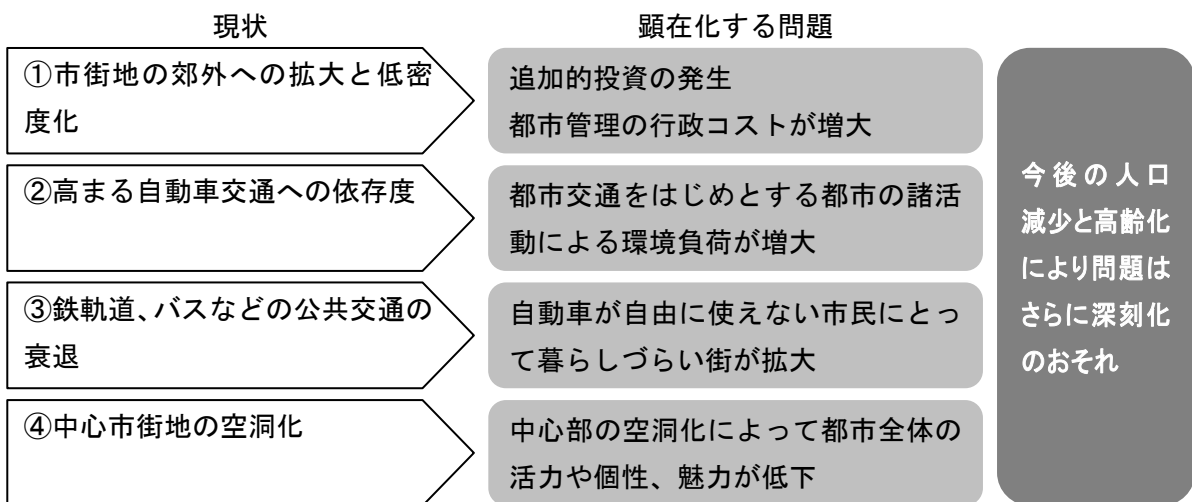 現状
顕在化する問題
①市街地の郊外への拡大と低密
度化
追加的投資の発生
都市管理の行政コストが増大
②高まる自動車交通への依存度
都市交通をはじめとする都市の諸活
動による環境負荷が増大
③鉄軌道、バスなどの公共交通の
衰退
自動車が自由に使えない市民にとっ
て暮らしづらい街が拡大
④中心市街地の空洞化
中心部の空洞化によって都市全体の
活力や個性、魅力が低下
今後の人口
減少と高齢化
により問題は
さらに深刻化
のおそれ